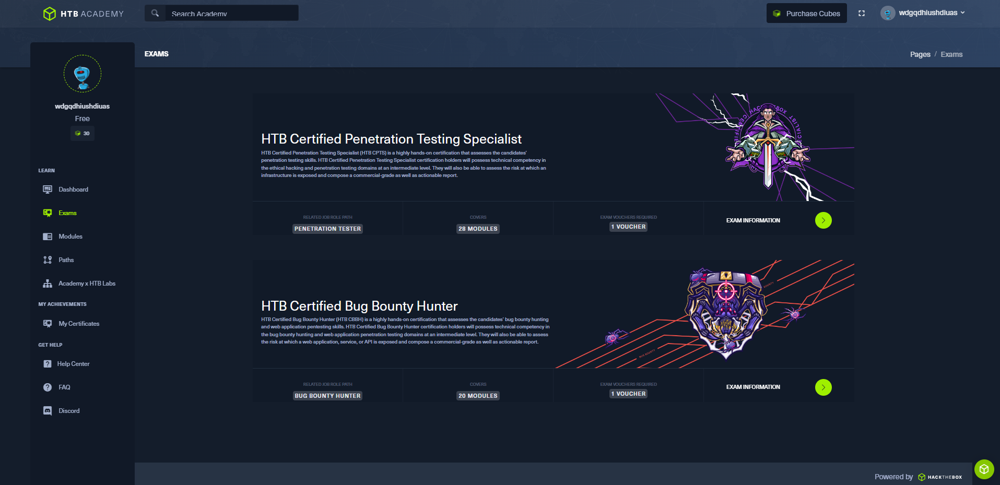 HTB ACADEMY
Search Academy
Purchase Cubes
wdgqdhiushdiuas
EXAMS
Pages / Exams
wdgqdhiushdiuas
Free
30
LEARN
Dashboard
Exams
Modules
Paths
Academy x HTB Labs
MY ACHIEVEMENTS
My Certificates
GET HELP
Help Center
FAQ
Discord
HTB Certified Penetration Testing Specialist
HTB Certified Penetration Testing Specialist (HTB CPTS) is a highly hands-on certification that assesses the candidates'
penetration testing skills. HTB Certified Penetration Testing Specialist certification holders will possess technical competency in
the ethical hacking and penetration testing domains at an intermediate level. They will also be able to assess the risk at which an
infrastructure is exposed and compose a commercial-grade as well as actionable report.
HACKTHEBOX
CERTIFIED
SPECIALIST
RELATED JOB ROLE PATH
PENETRATION TESTER
COVERS
28 MODULES
EXAM VOUCHERS REQUIRED
1 VOUCHER
EXAM INFORMATION
HTB Certified Bug Bounty Hunter
HTB Certified Bug Bounty Hunter (HTB CBBH) is a highly hands-on certification that assesses the candidates' bug bounty hunting
and web application pentesting skills. HTB Certified Bug Bounty Hunter certification holders will possess technical competency in
the bug bounty hunting and web application penetration testing domains at an intermediate level. They will also be able to assess
the risk at which a web application, service, or API is exposed and compose a commercial-grade as well as actionable report.
BOUNTY
BUG BOUNTY
RELATED JOB ROLE PATH
BUG BOUNTY HUNTER
COVERS
20 MODULES
EXAM VOUCHERS REQUIRED
1 VOUCHER
EXAM INFORMATION
Powered by HACKTHEBOX